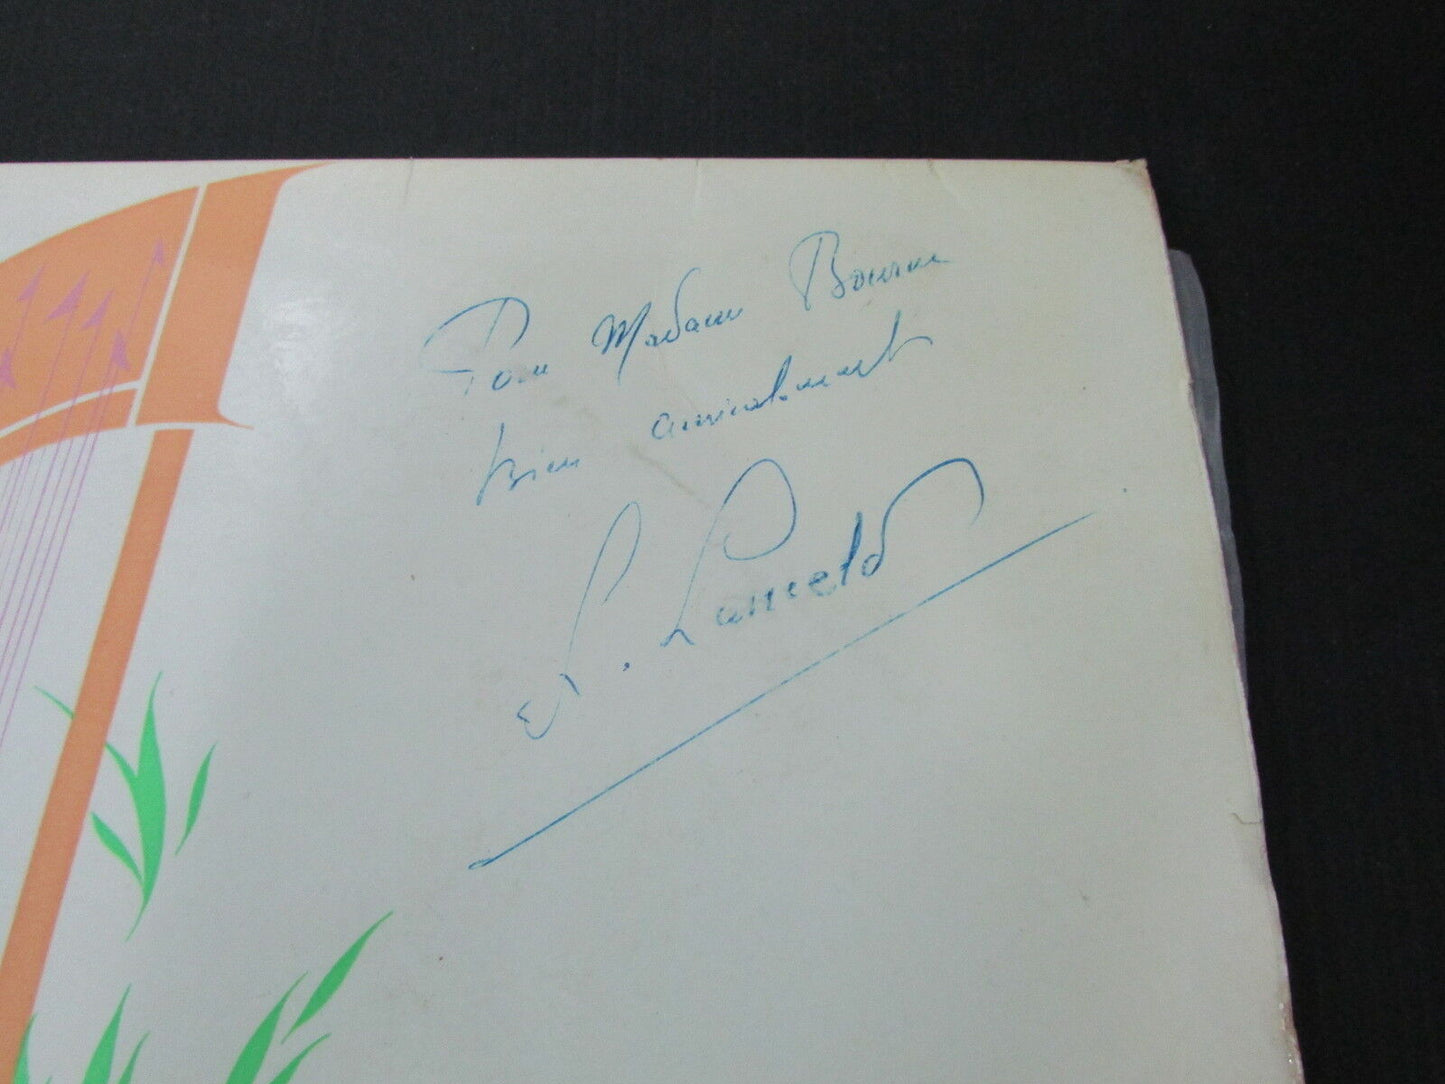 Pour Madame Bourne
bien amicalement
L. Lancelot